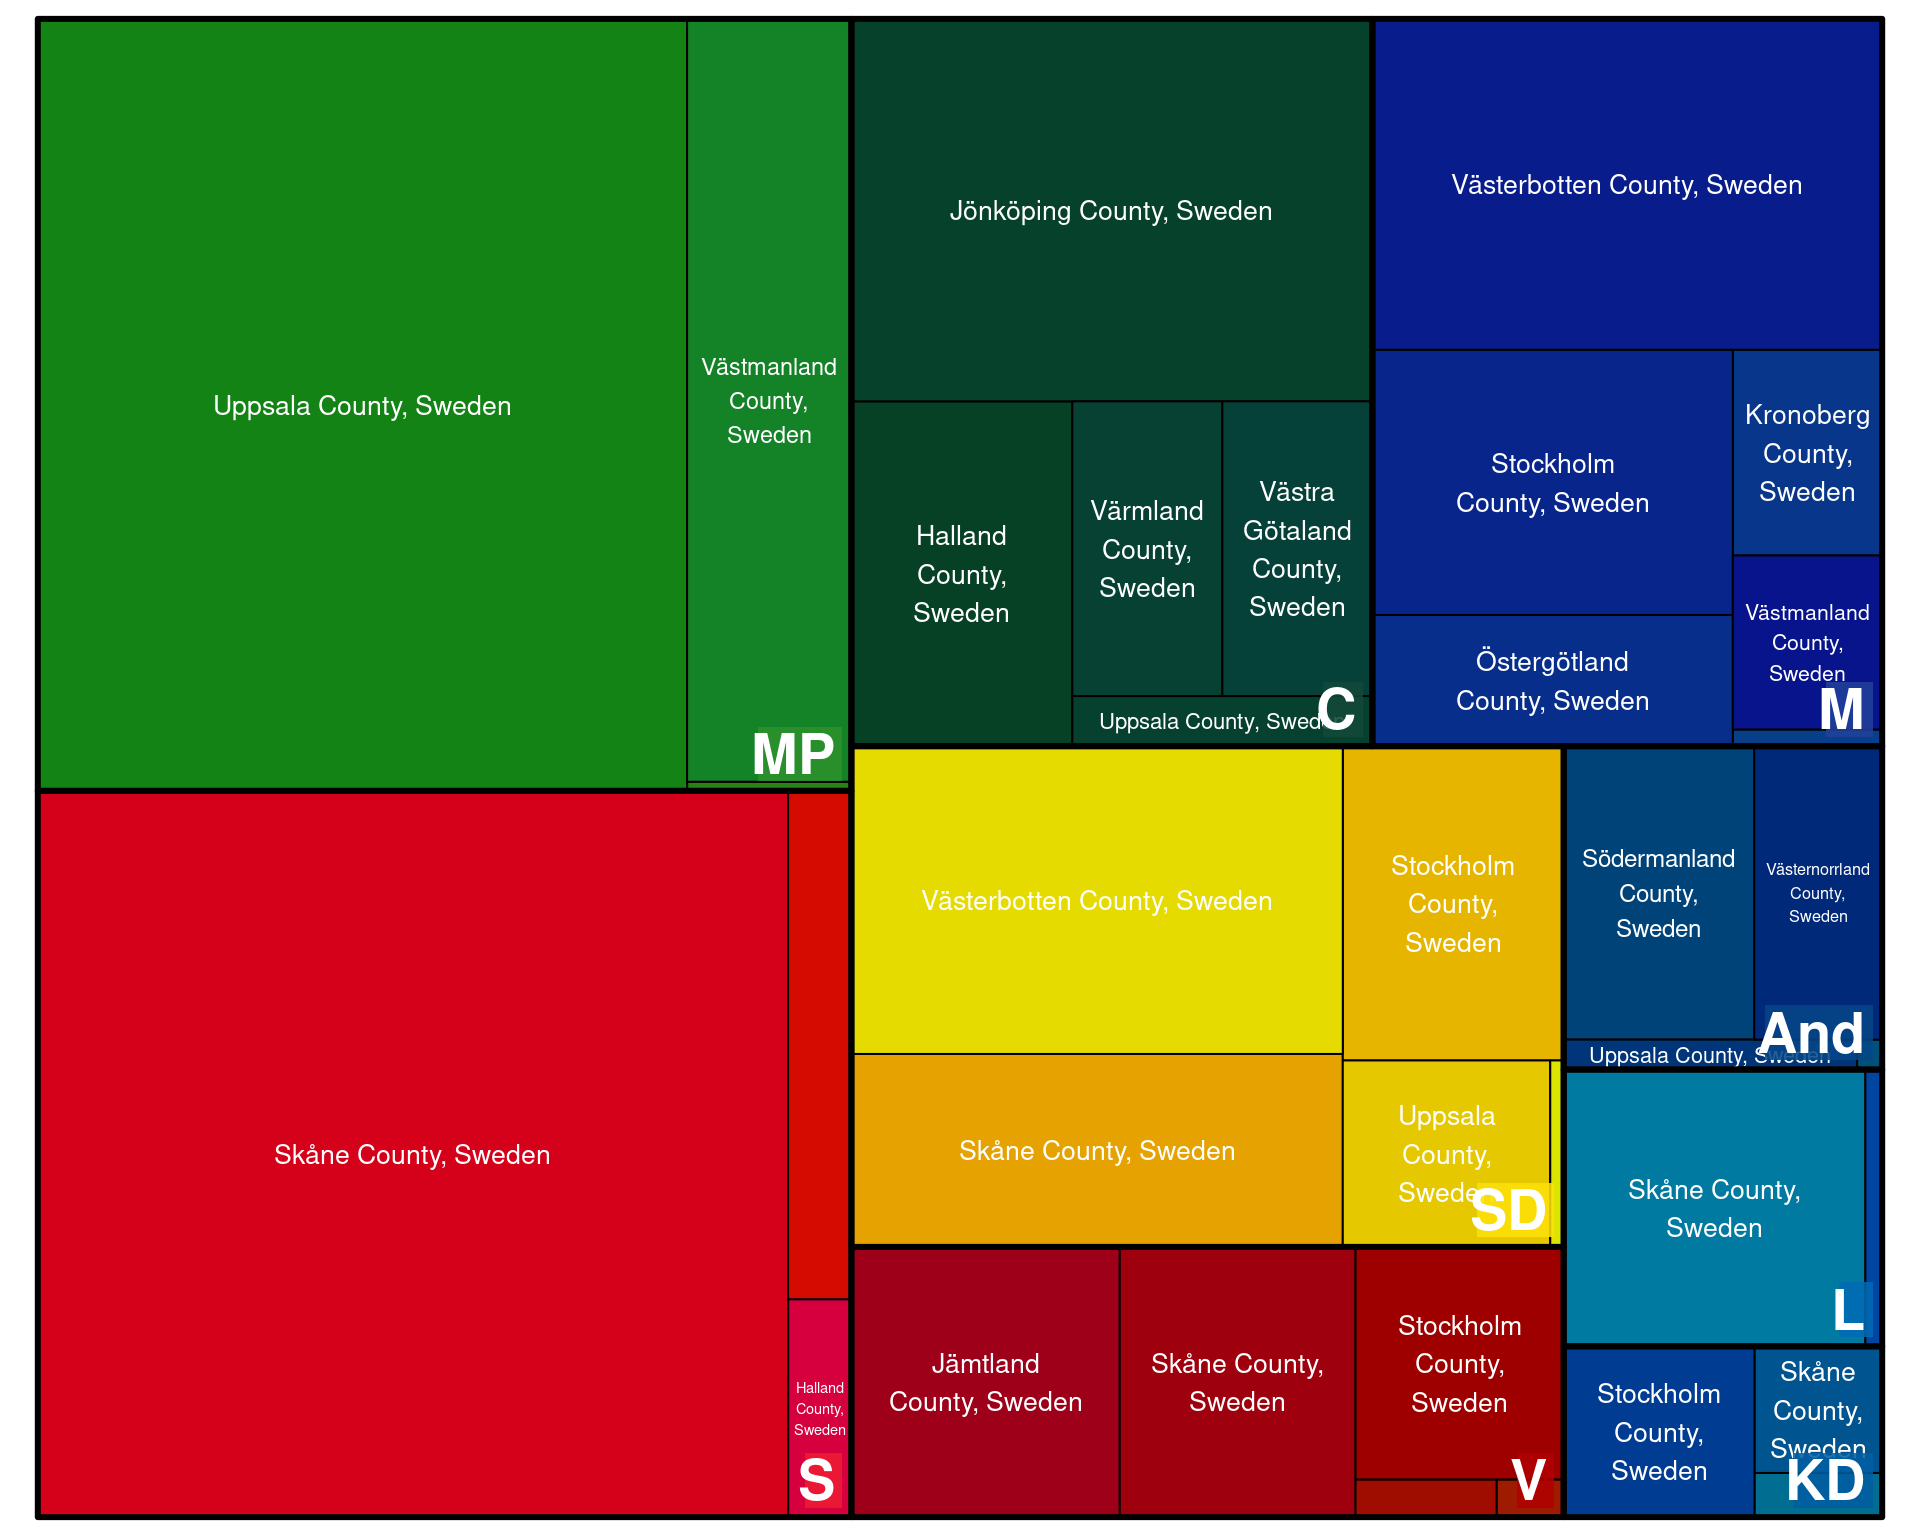 Uppsala County, Sweden
Västmanland
County,
Sweden
MP
Skåne County, Sweden
Halland
County,
Sweden
S
Jönköping County, Sweden
Halland
County,
Sweden
Värmland
County,
Sweden
Västra
Götaland
County,
Sweden
Uppsala County, Sweden
C
Västerbotten County, Sweden
Stockholm
County, Sweden
Kronoberg
County,
Sweden
Östergötland
County, Sweden
Västmanland
County,
Sweden
M
Västerbotten County, Sweden
Stockholm
County,
Sweden
Skåne County, Sweden
Uppsala
County,
Sweden
SD
Södermanland
County,
Sweden
Västernorrland
County,
Sweden
Uppsala County, Sweden
And
Skåne County,
Sweden
L
Jämtland
County, Sweden
Skåne County,
Sweden
Stockholm
County,
Sweden
V
Stockholm
County,
Sweden
Skåne
County,
Sweden
KD